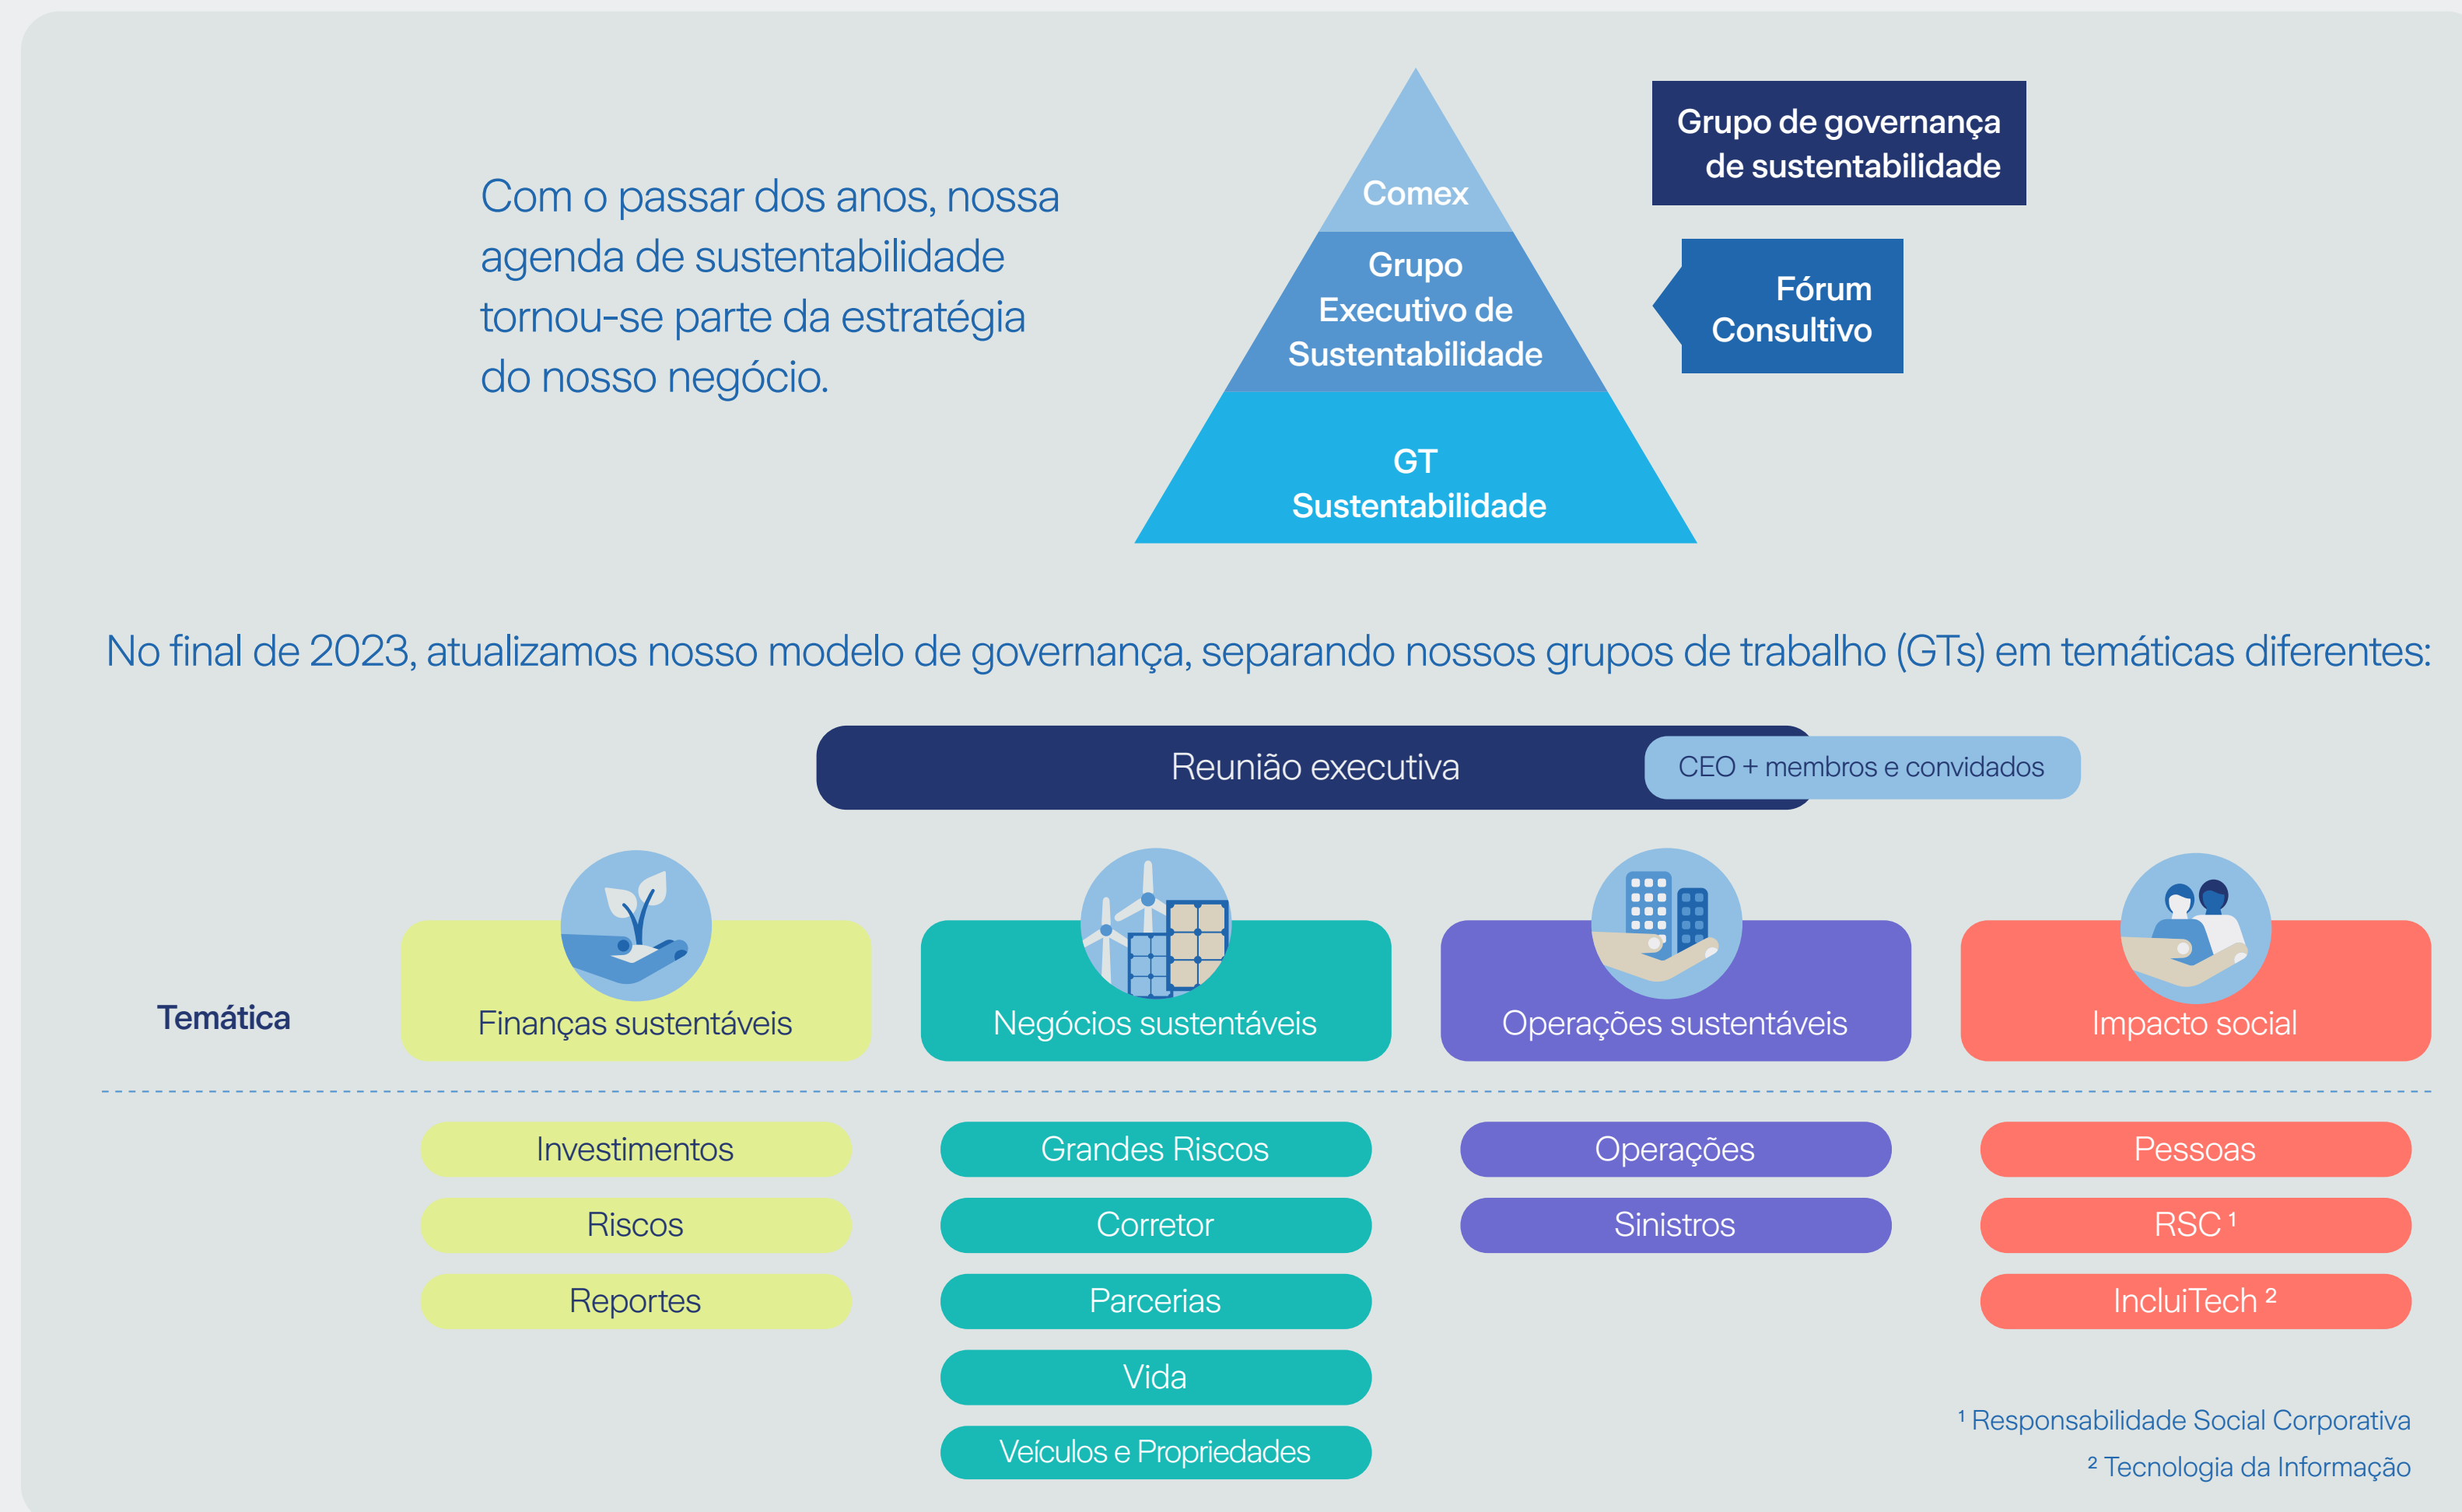 Com o passar dos anos, nossa
agenda de sustentabilidade
tornou-se parte da estratégia
do nosso negócio.
Comex
Grupo
Executivo de
Sustentabilidade
GT
Sustentabilidade
Grupo de governança
de sustentabilidade
Fórum
Consultivo
No final de 2023, atualizamos nosso modelo de governança, separando nossos grupos de trabalho (GTs) em temáticas diferentes:
Reunião executiva
CEO + membros e convidados
Temática
Finanças sustentáveis
Negócios sustentáveis
Operações sustentáveis
Impacto social
Investimentos
Riscos
Reportes
Grandes Riscos
Corretor
Parcerias
Vida
Veículos e Propriedades
Operações
Sinistros
Pessoas
RSC ¹
IncluiTech ²
¹ Responsabilidade Social Corporativa
² Tecnologia da Informação